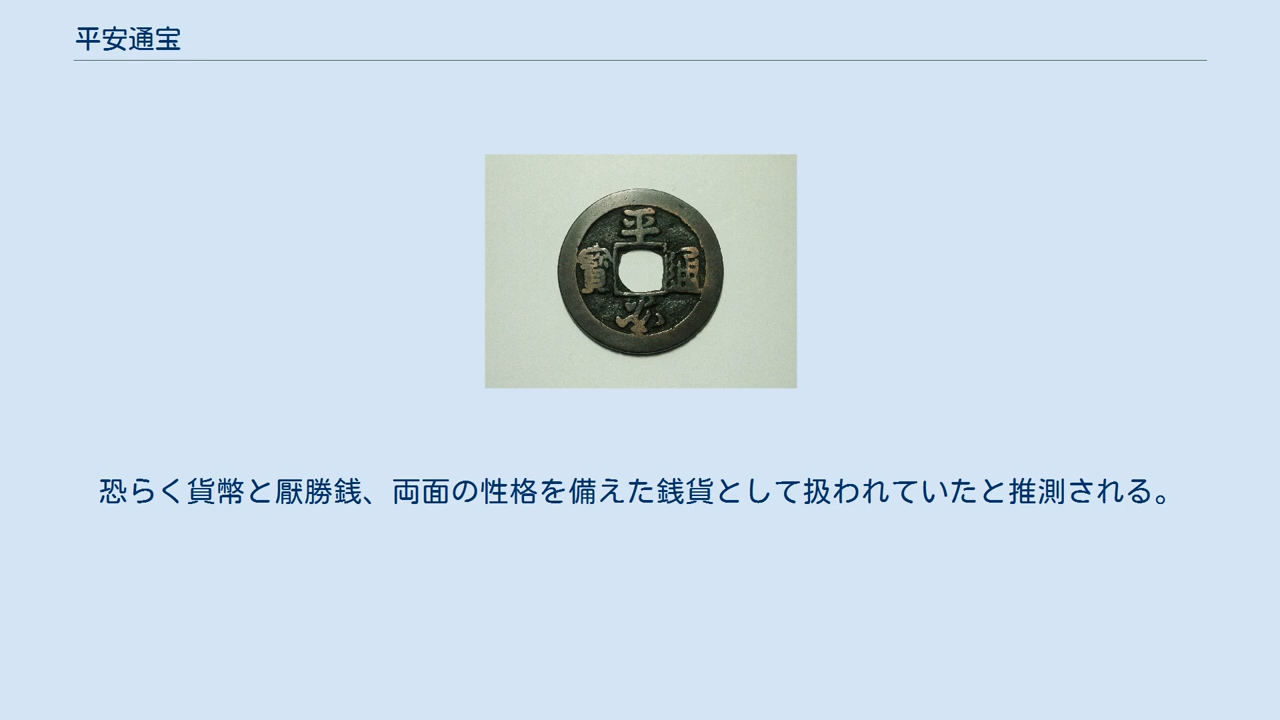 平安通宝
平
寳 通
安
恐らく貨幣と厭勝銭、両面の性格を備えた銭貨として扱われていたと推測される。